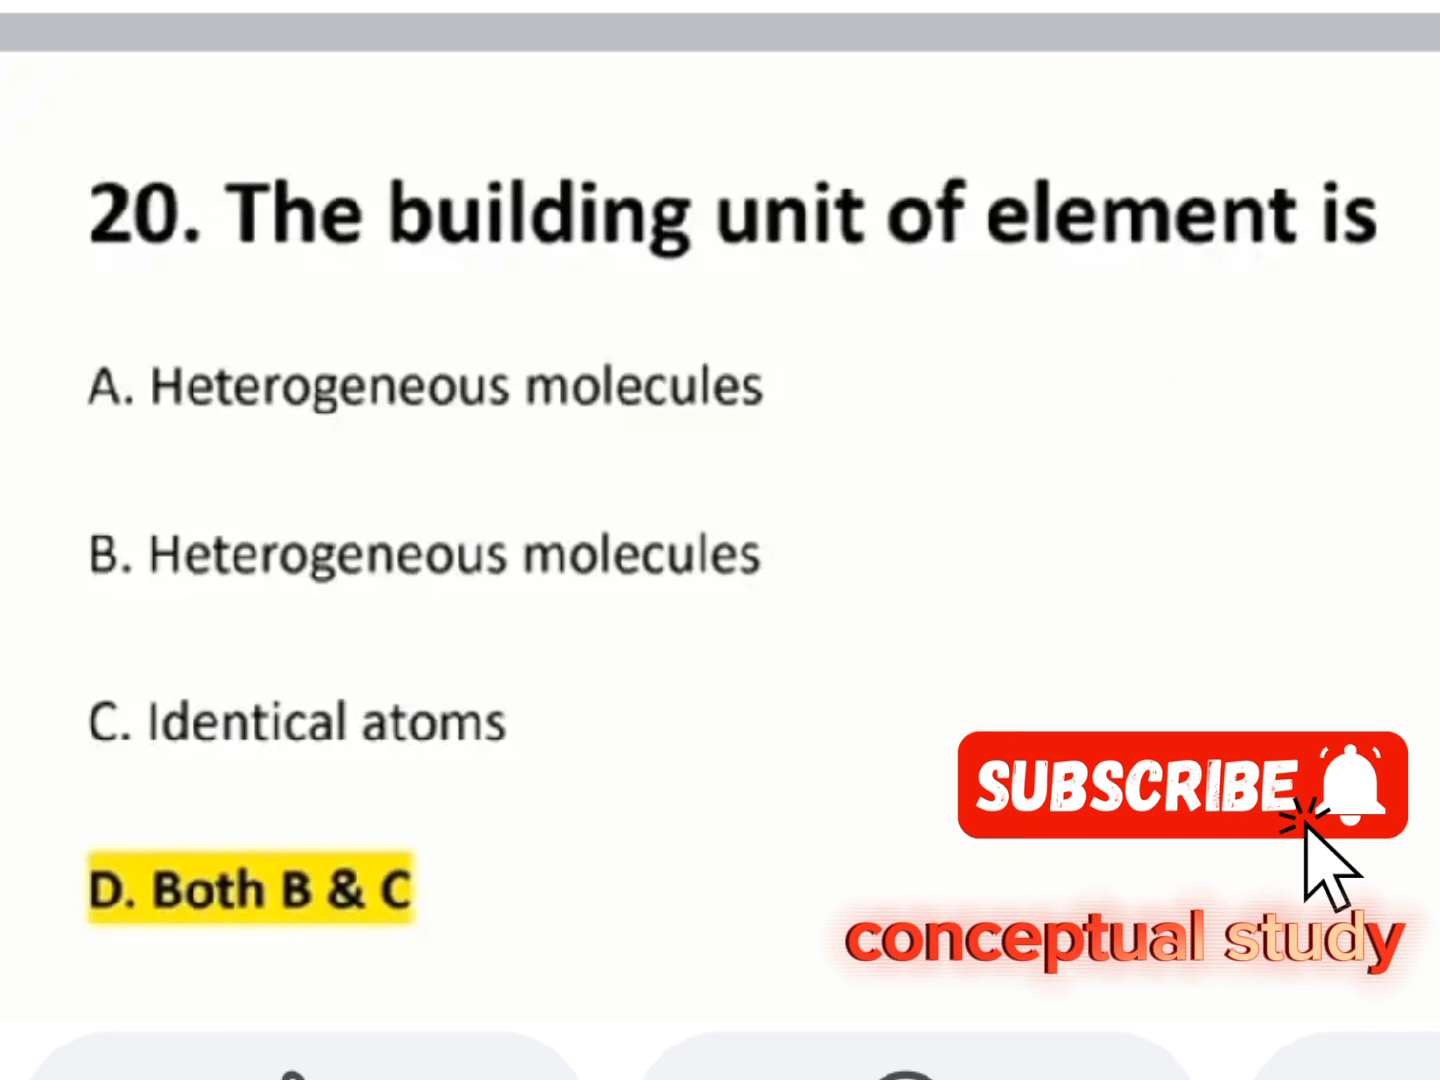 20. The building unit of element is
A. Heterogeneous molecules
B. Heterogeneous molecules
C. Identical atoms
SUBSCRIBE
D. Both B & C
conceptual study